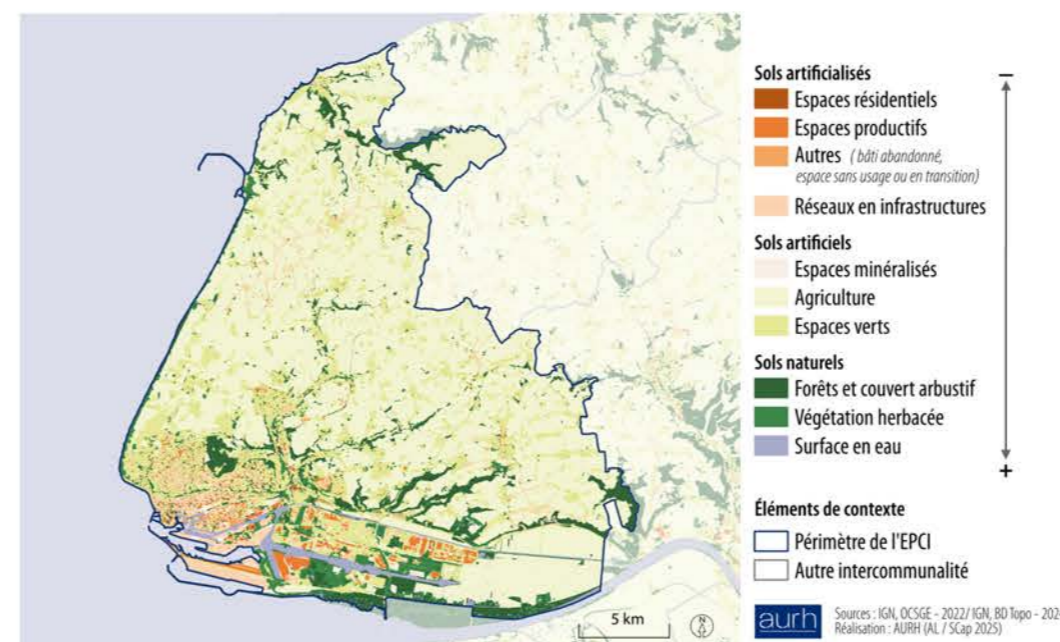 Sols artificialisés
–
Espaces résidentiels
Espaces productifs
Autres ( bâti abandonné,
espace sans usage ou en transition)
Réseaux en infrastructures
Sols artificiels
Espaces minéralisés
Agriculture
Espaces verts
Sols naturels
Forêts et couvert arbustif
Végétation herbacée
Surface en eau
+
Éléments de contexte
Périmètre de l'EPCI
Autre intercommunalité
5 km
N
aurh
Sources : IGN, OCSGE - 2022/ IGN, BD Topo - 202
Réalisation : AURH (AL / SCap 2025)